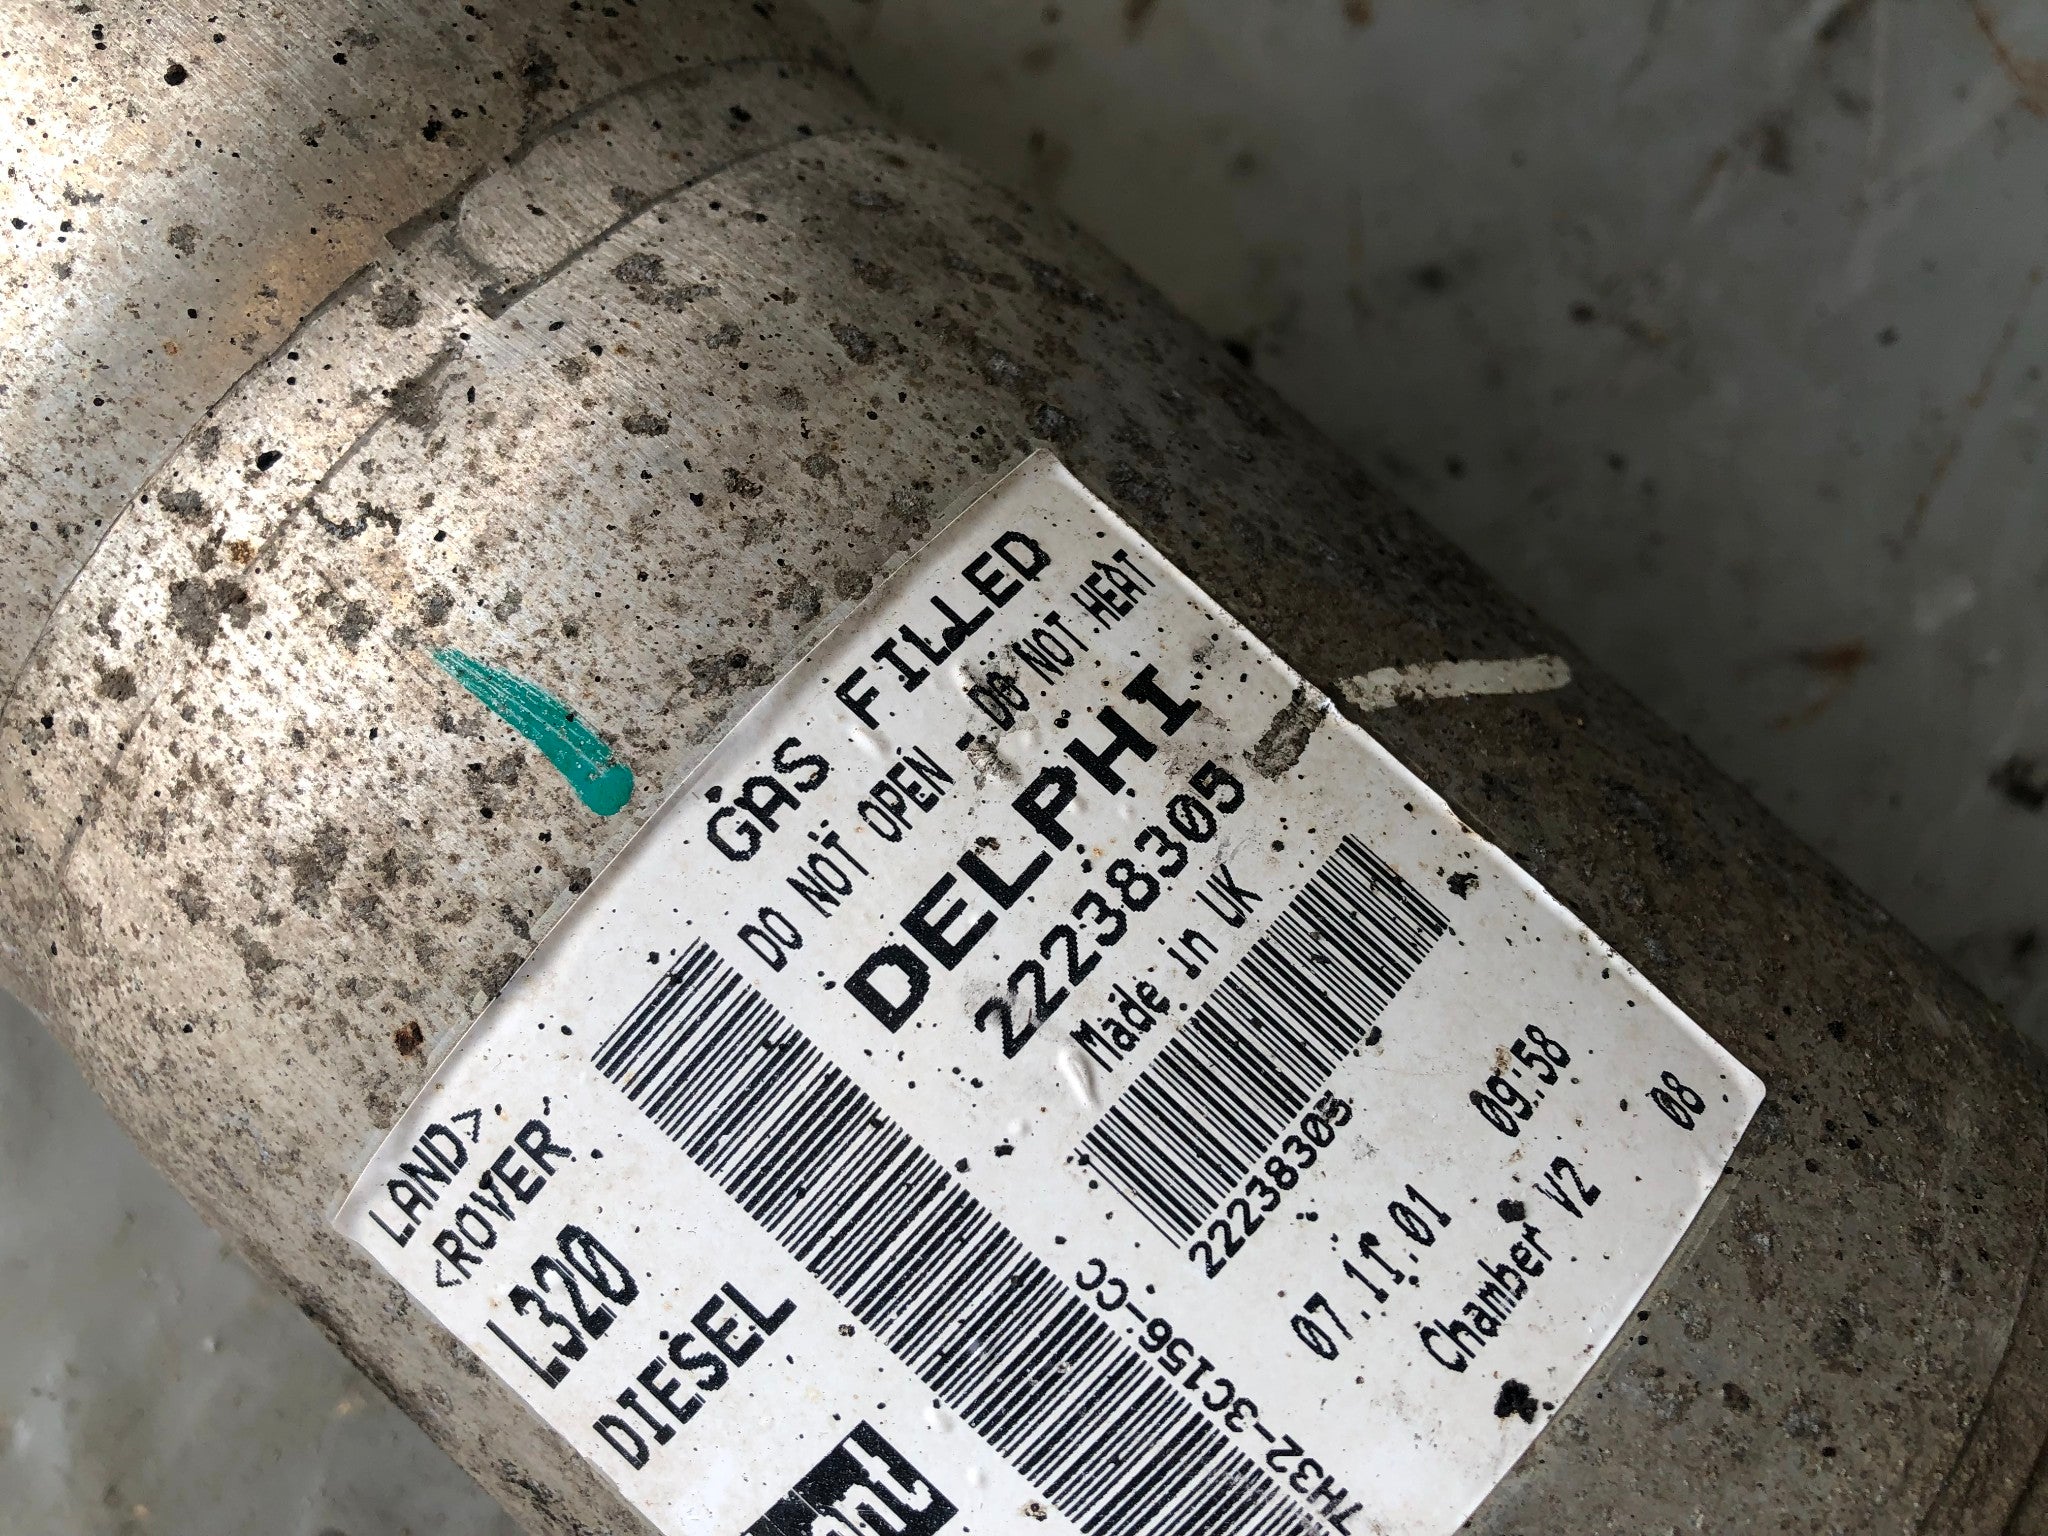 GAS FILLED
DO NOT OPEN - DO NOT HEAT
DELPHI
22238305
Made in UK
22238305
07.11.01
09:58
Chamber V2
08
7H32-3C156-CC
LAND>
<ROVER
L320
DIESEL